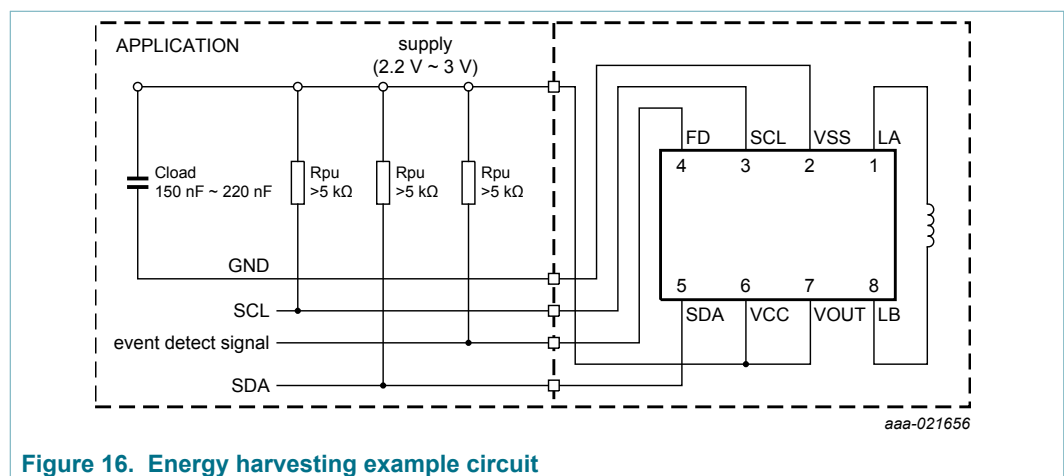 APPLICATION
supply
(2.2 V ~ 3 V)
Cload
150 nF ~ 220 nF
Rpu
>5 kΩ
Rpu
>5 kΩ
Rpu
>5 kΩ
GND
SCL
event detect signal
SDA
FD SCL VSS LA
4 3 2 1
5 6 7 8
SDA VCC VOUT LB
aaa-021656
Figure 16. Energy harvesting example circuit